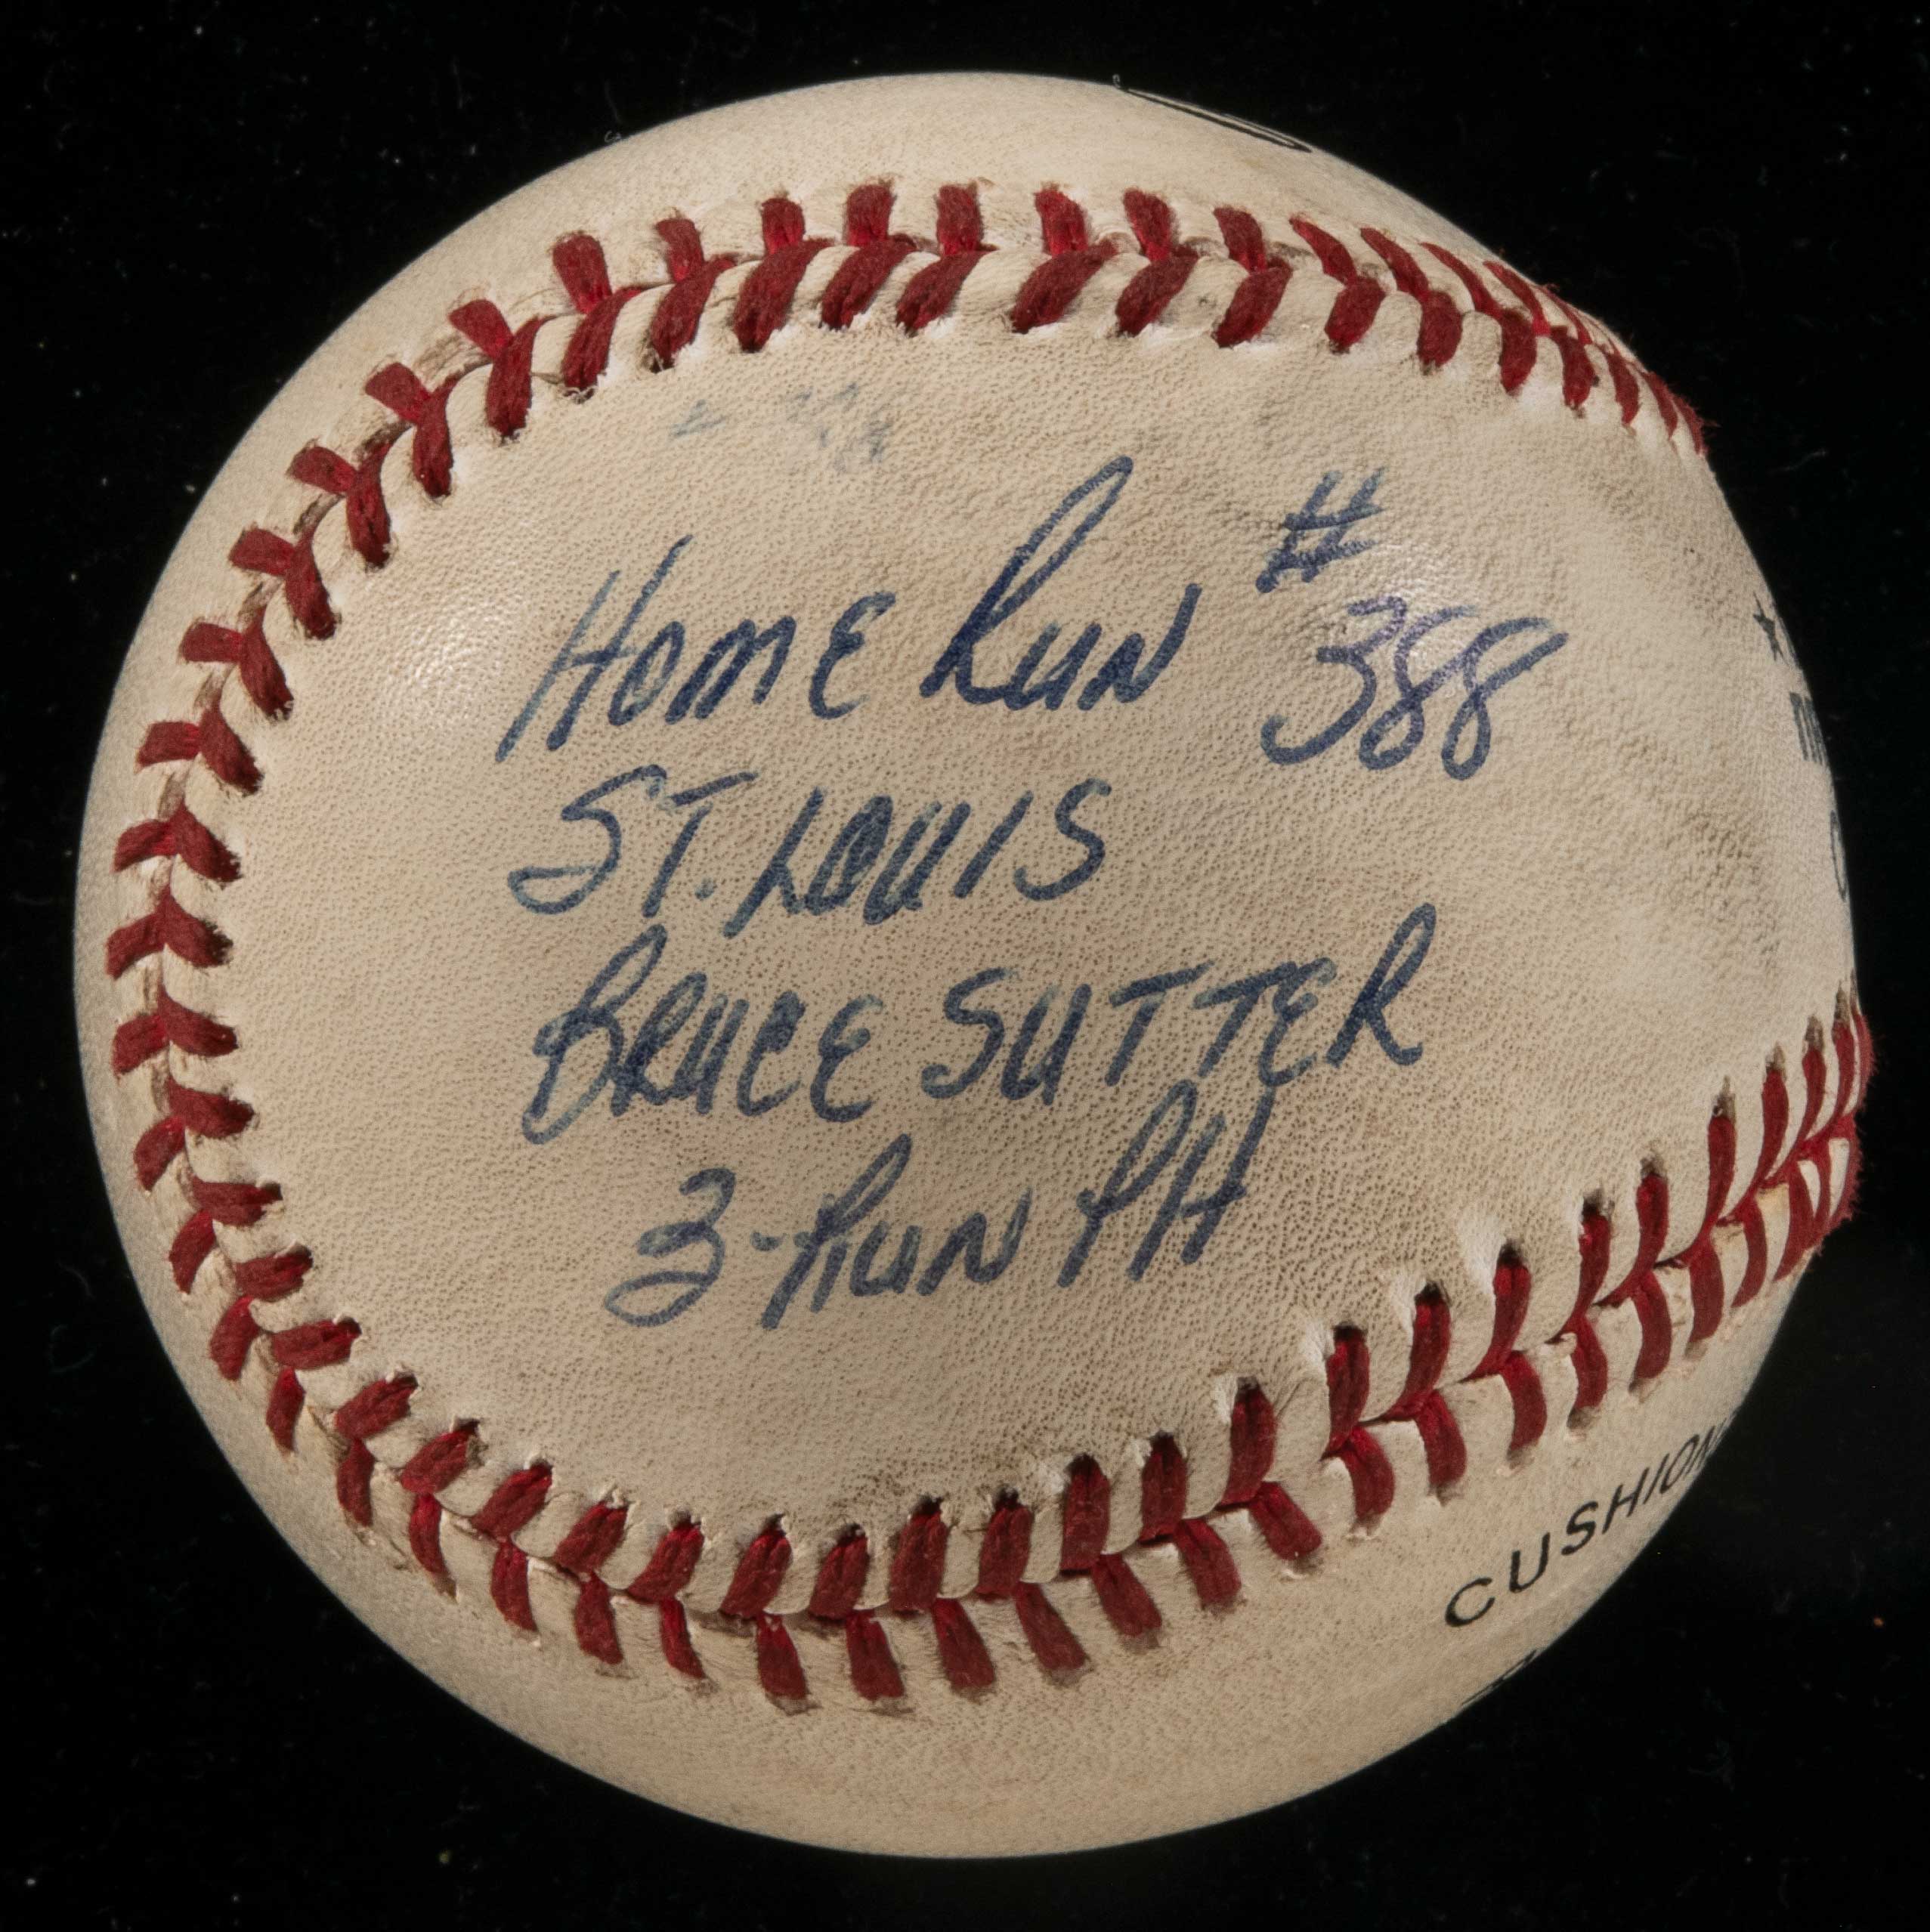 Home Run #388
ST. LOUIS
BRUCE SUTTER
3-Run PH
CUSHION